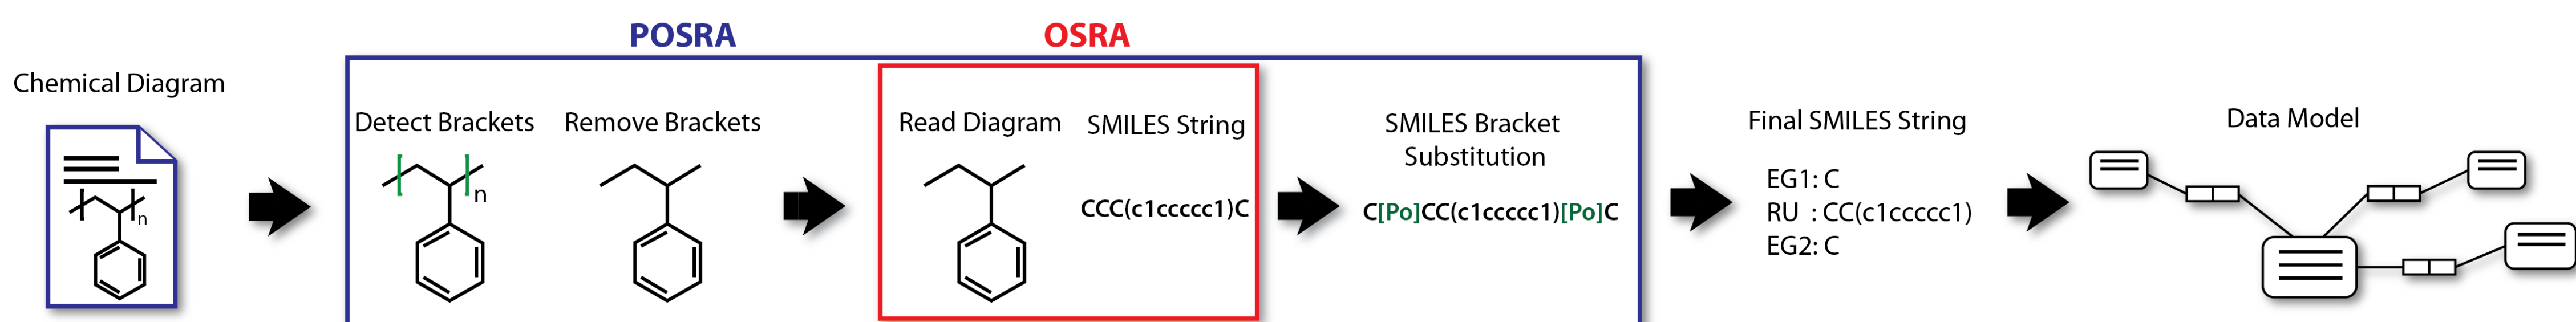 POSRA
OSRA
Chemical Diagram
n
Detect Brackets
n
Remove Brackets
Read Diagram
SMILES String
CCC(c1ccccc1)C
SMILES Bracket
Substitution
C[Po]CC(c1ccccc1)[Po]C
Final SMILES String
EG1: C
RU : CC(c1ccccc1)
EG2: C
Data Model